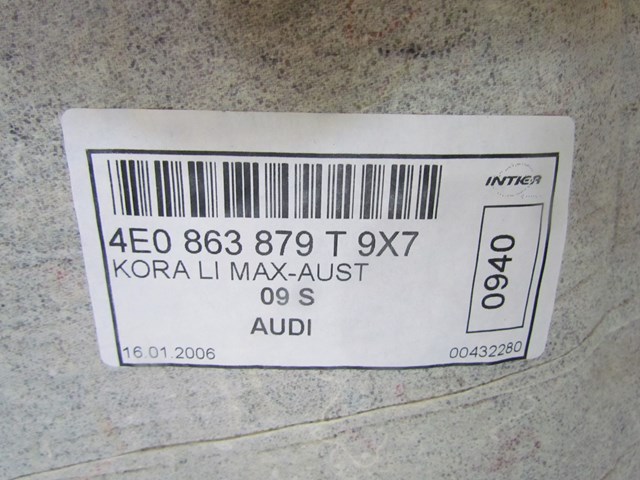 INTIER
4E0 863 879 T 9X7
KORA LI MAX-AUST
09 S
AUDI
0940
16.01.2006
00432280